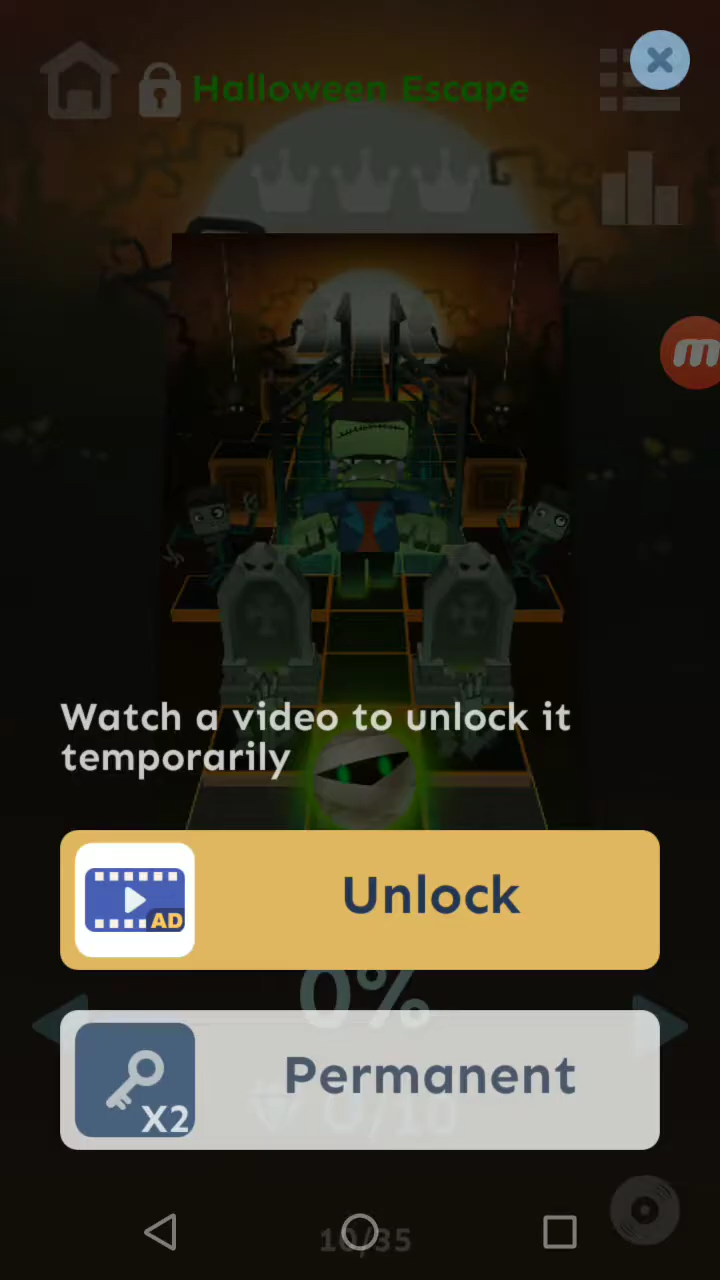 Halloween Escape
m
Watch a video to unlock it
temporarily
AD
Unlock
0%
X2
Permanent
0/10
10/35